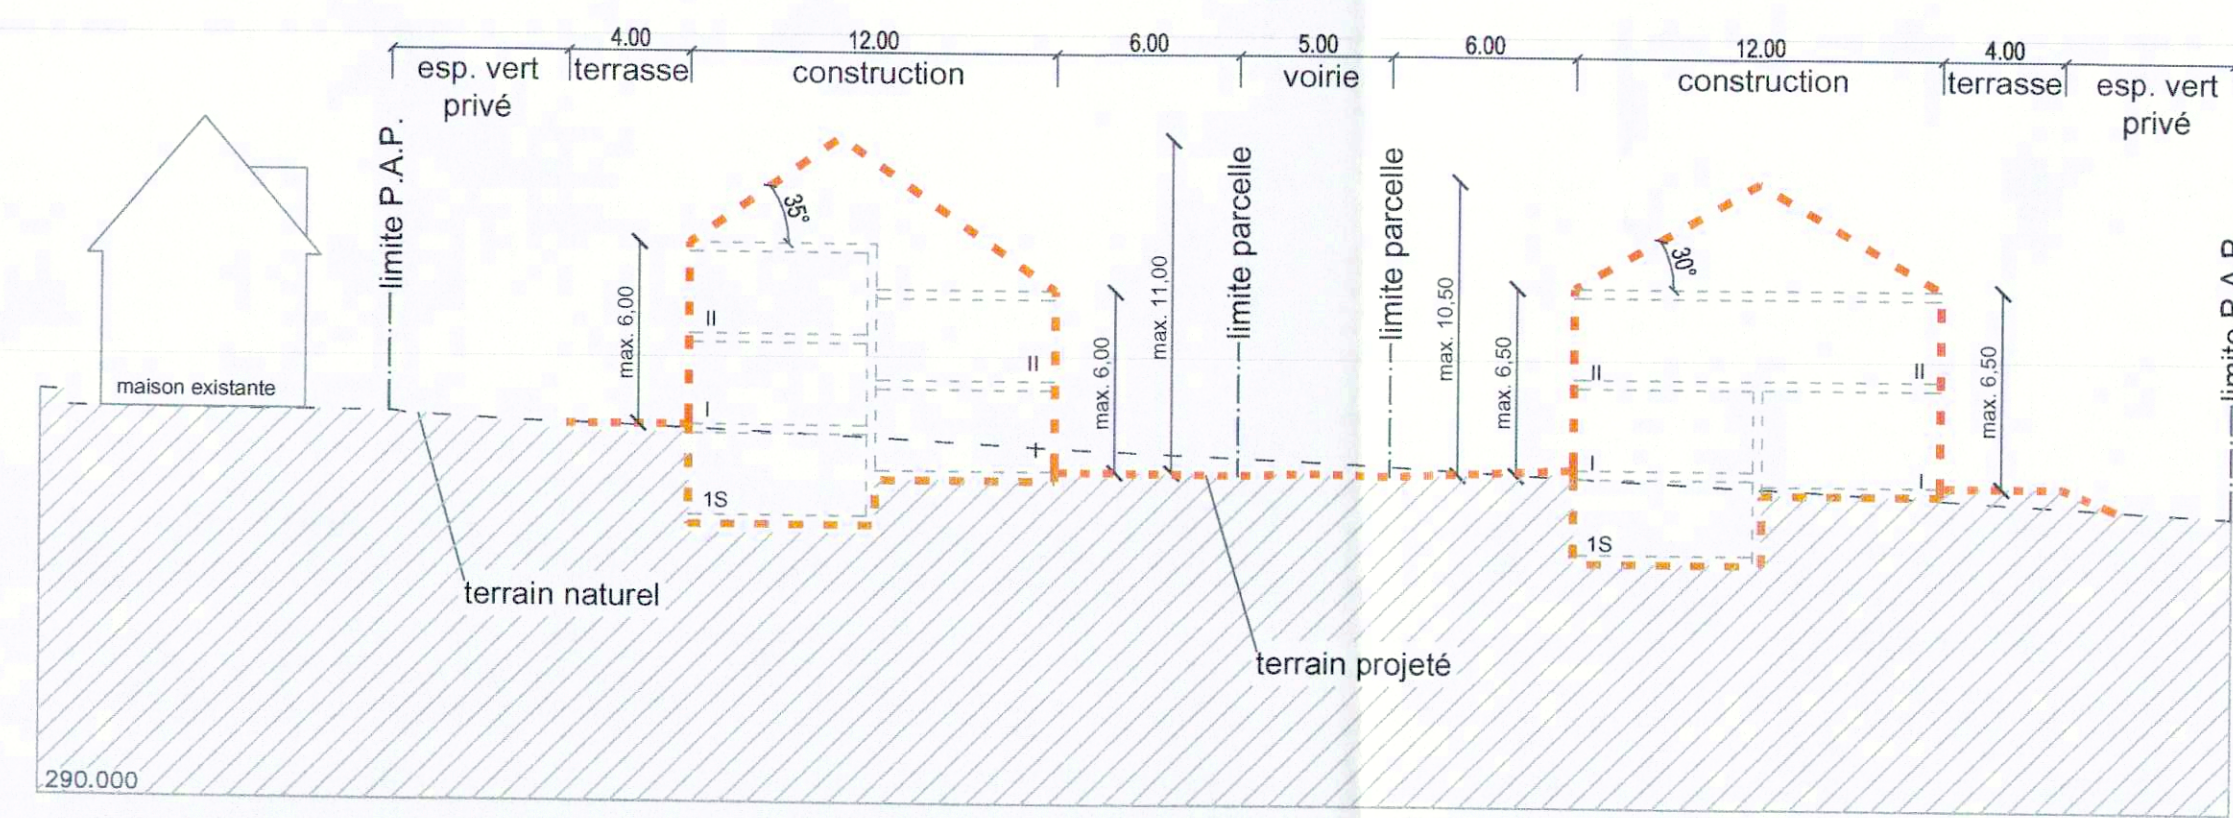 4.00
12.00
6.00
5.00
6.00
12.00
4.00
esp. vert
privé
terrasse
construction
voirie
construction
terrasse
esp. vert
privé
limite P.A.P.
limite parcelle
limite parcelle
limite P.A.P.
35°
30°
max. 6,00
max. 6,00
max. 11,00
max. 10,50
max. 6,50
max. 6,50
II
II
II
II
I
I
I
maison existante
1S
1S
terrain naturel
terrain projeté
290.000